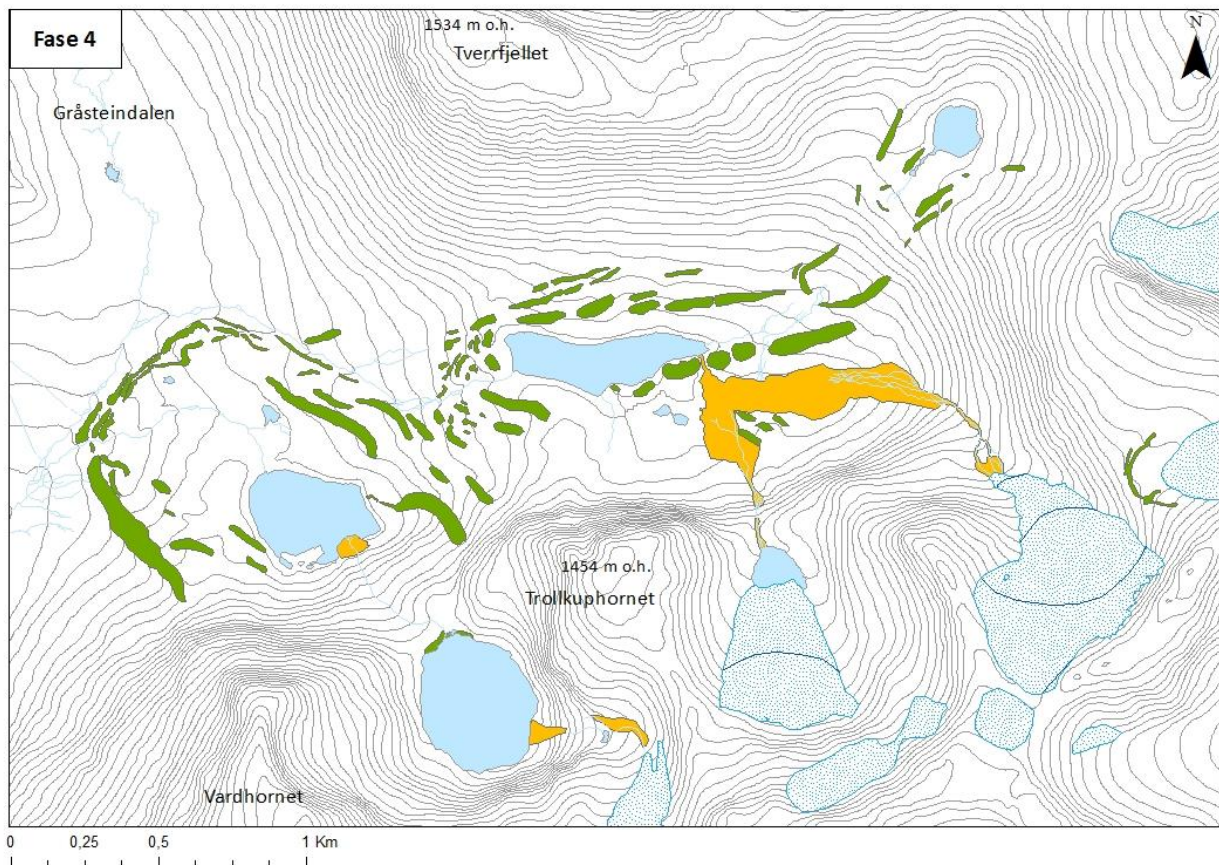 Fase 4
1534 m o.h.
Tverrfjellet
N
Gråsteindalen
1454 m o.h.
Trollkuphornet
Vardhornet
0 0,25 0,5 1 Km